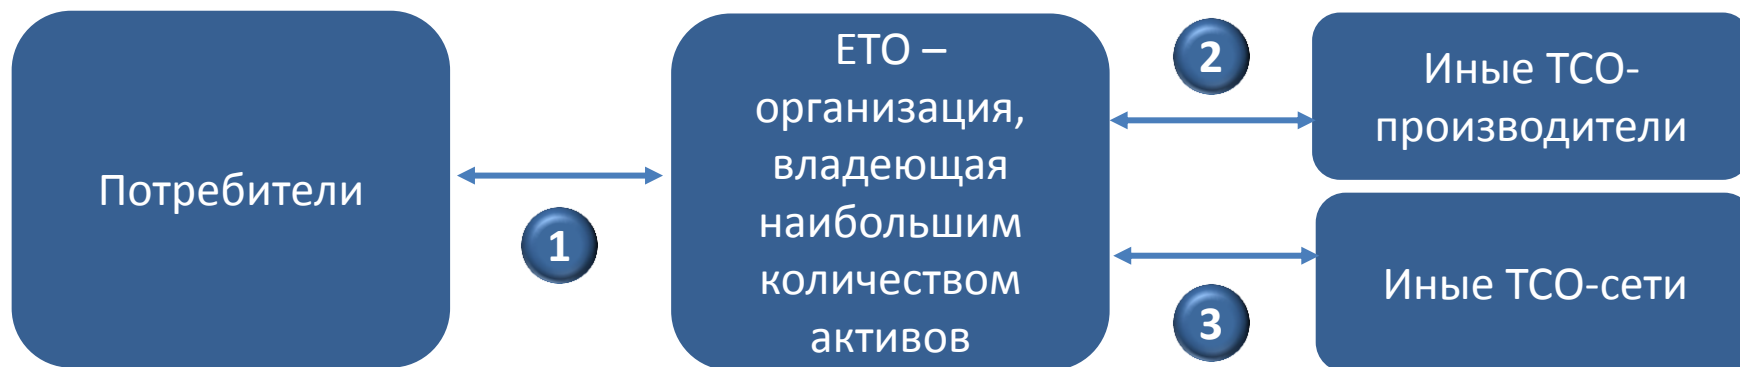 Потребители
1
ЕТО –
организация,
владеющая
наибольшим
количеством
активов
2
Иные ТСО-
производители
3
Иные ТСО-сети